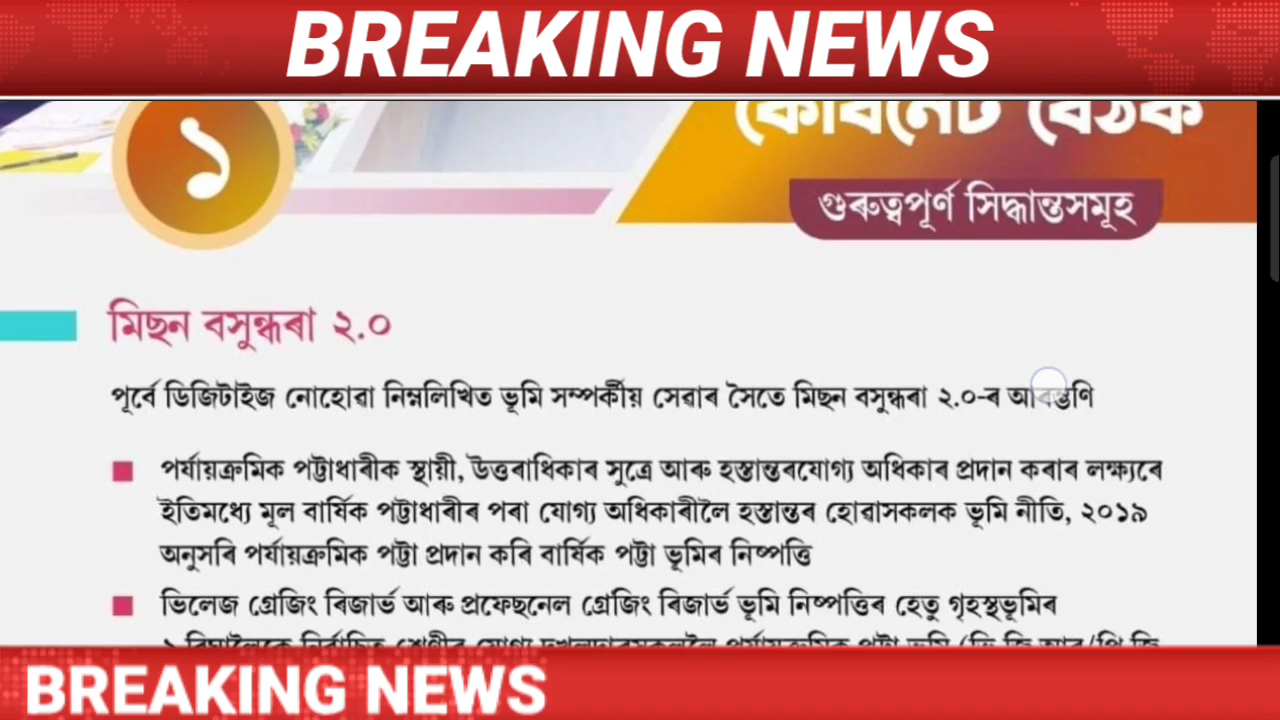 BREAKING NEWS
১
কেবিনেট বৈঠক
গুৰুত্বপূৰ্ণ সিদ্ধান্তসমূহ
মিছন বসুন্ধৰা ২.০
পূৰ্বে ডিজিটাইজ নোহোৱা নিম্নলিখিত ভূমি সম্পৰ্কীয় সেৱাৰ সৈতে মিছন বসুন্ধৰা ২.০-ৰ আৰম্ভণি
পৰ্যায়ক্ৰমিক পট্টাধাৰীক স্থায়ী, উত্তৰাধিকাৰ সুত্ৰে আৰু হস্তান্তৰযোগ্য অধিকাৰ প্ৰদান কৰাৰ লক্ষ্যৰে
ইতিমধ্যে মূল বাৰ্ষিক পট্টাধাৰীৰ পৰা যোগ্য অধিকাৰীলৈ হস্তান্তৰ হোৱাসকলক ভূমি নীতি, ২০১৯
অনুসৰি পৰ্যায়ক্ৰমিক পট্টা প্ৰদান কৰি বাৰ্ষিক পট্টা ভূমিৰ নিষ্পত্তি
ভিলেজ গ্ৰেজিং ৰিজাৰ্ভ আৰু প্ৰফেছনেল গ্ৰেজিং ৰিজাৰ্ভ ভূমি নিষ্পত্তিৰ হেতু গৃহস্থভূমিৰ
BREAKING NEWS